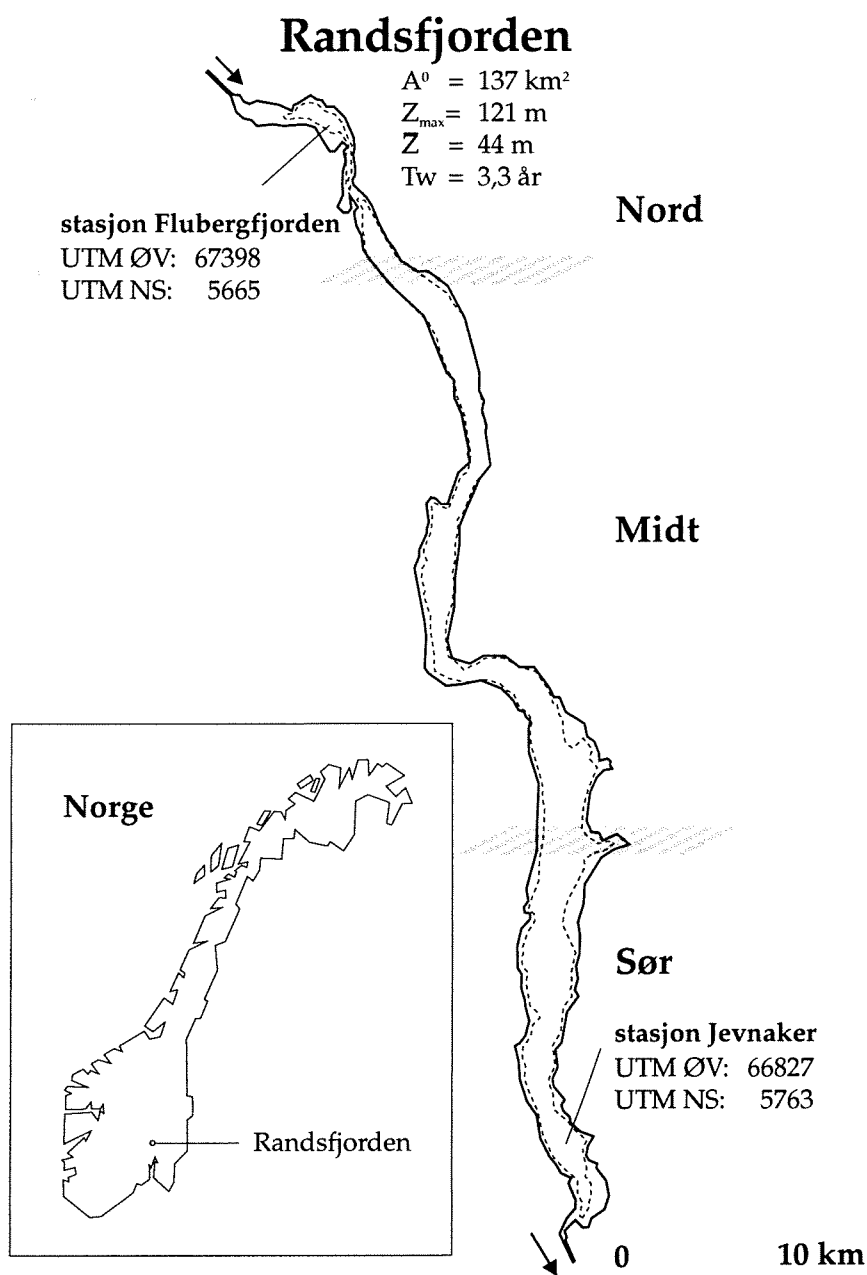 Randsfjorden
A⁰ = 137 km²
Zmax= 121 m
Z̅ = 44 m
Tw = 3,3 år
Nord
stasjon Flubergfjorden
UTM ØV: 67398
UTM NS: 5665
Midt
Norge
Sør
stasjon Jevnaker
UTM ØV: 66827
UTM NS: 5763
Randsfjorden
0 10 km